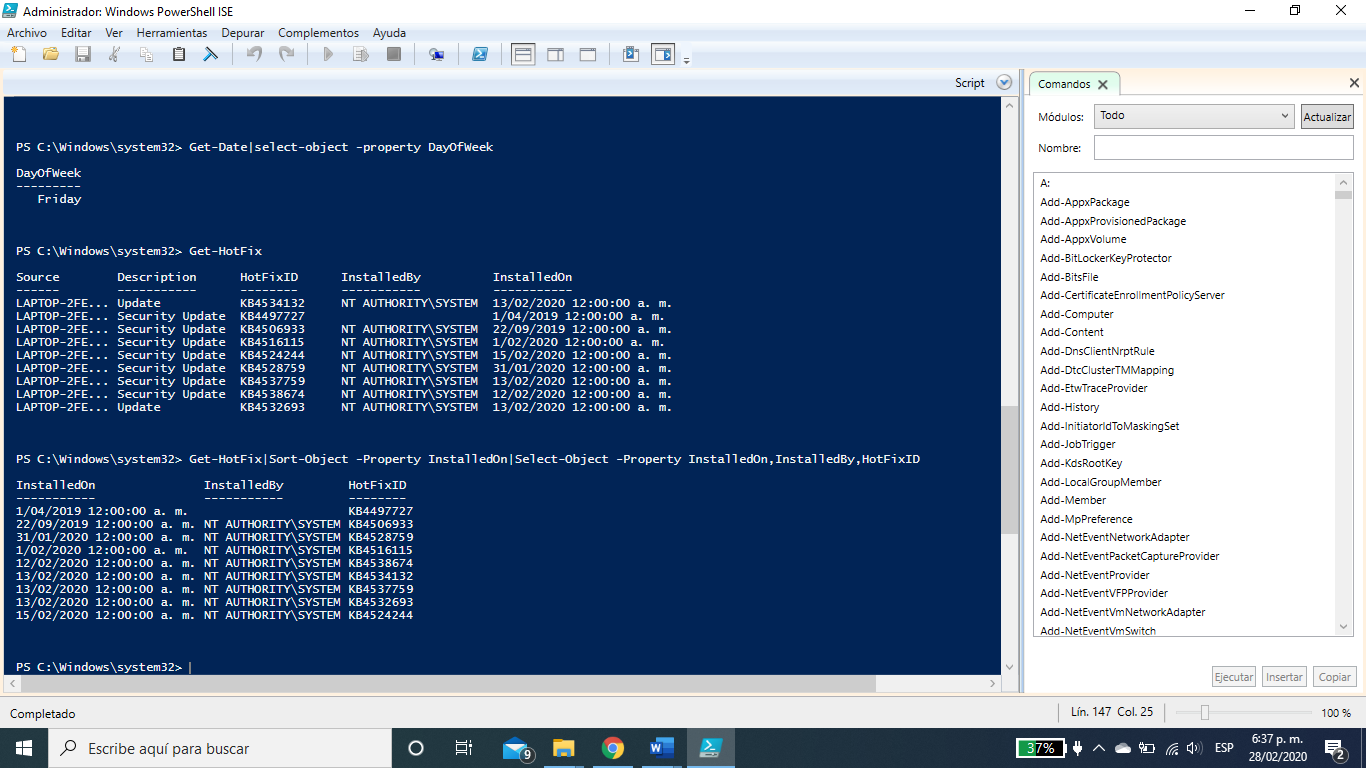 Administrador: Windows PowerShell ISE
Archivo Editar Ver Herramientas Depurar Complementos Ayuda
Script
PS C:\Windows\system32> Get-Date|select-object -property DayOfWeek
DayOfWeek
---------
Friday
PS C:\Windows\system32> Get-HotFix
Source Description HotFixID InstalledBy InstalledOn
------ ----------- -------- ----------- -----------
LAPTOP-2FE... Update KB4534132 NT AUTHORITY\SYSTEM 13/02/2020 12:00:00 a. m.
LAPTOP-2FE... Security Update KB4497727 1/04/2019 12:00:00 a. m.
LAPTOP-2FE... Security Update KB4506933 NT AUTHORITY\SYSTEM 22/09/2019 12:00:00 a. m.
LAPTOP-2FE... Security Update KB4516115 NT AUTHORITY\SYSTEM 1/02/2020 12:00:00 a. m.
LAPTOP-2FE... Security Update KB4524244 NT AUTHORITY\SYSTEM 15/02/2020 12:00:00 a. m.
LAPTOP-2FE... Security Update KB4528759 NT AUTHORITY\SYSTEM 31/01/2020 12:00:00 a. m.
LAPTOP-2FE... Security Update KB4537759 NT AUTHORITY\SYSTEM 13/02/2020 12:00:00 a. m.
LAPTOP-2FE... Security Update KB4538674 NT AUTHORITY\SYSTEM 12/02/2020 12:00:00 a. m.
LAPTOP-2FE... Update KB4532693 NT AUTHORITY\SYSTEM 13/02/2020 12:00:00 a. m.
PS C:\Windows\system32> Get-HotFix|Sort-Object -Property InstalledOn|Select-Object -Property InstalledOn,InstalledBy,HotFixID
InstalledOn InstalledBy HotFixID
----------- ----------- --------
1/04/2019 12:00:00 a. m. KB4497727
22/09/2019 12:00:00 a. m. NT AUTHORITY\SYSTEM KB4506933
31/01/2020 12:00:00 a. m. NT AUTHORITY\SYSTEM KB4528759
1/02/2020 12:00:00 a. m. NT AUTHORITY\SYSTEM KB4516115
12/02/2020 12:00:00 a. m. NT AUTHORITY\SYSTEM KB4538674
13/02/2020 12:00:00 a. m. NT AUTHORITY\SYSTEM KB4534132
13/02/2020 12:00:00 a. m. NT AUTHORITY\SYSTEM KB4537759
13/02/2020 12:00:00 a. m. NT AUTHORITY\SYSTEM KB4532693
15/02/2020 12:00:00 a. m. NT AUTHORITY\SYSTEM KB4524244
PS C:\Windows\system32>
Comandos
Módulos: Todo Actualizar
Nombre:
A:
Add-AppxPackage
Add-AppxProvisionedPackage
Add-AppxVolume
Add-BitLockerKeyProtector
Add-BitsFile
Add-CertificateEnrollmentPolicyServer
Add-Computer
Add-Content
Add-DnsClientNrptRule
Add-DtcClusterTMMapping
Add-EtwTraceProvider
Add-History
Add-InitiatorIdToMaskingSet
Add-JobTrigger
Add-KdsRootKey
Add-LocalGroupMember
Add-Member
Add-MpPreference
Add-NetEventNetworkAdapter
Add-NetEventPacketCaptureProvider
Add-NetEventProvider
Add-NetEventVFPProvider
Add-NetEventVmNetworkAdapter
Add-NetEventVmSwitch
Ejecutar Insertar Copiar
Completado
Lín. 147 Col. 25
100 %
Escribe aquí para buscar
9
37%
ESP
6:37 p. m.
28/02/2020
2